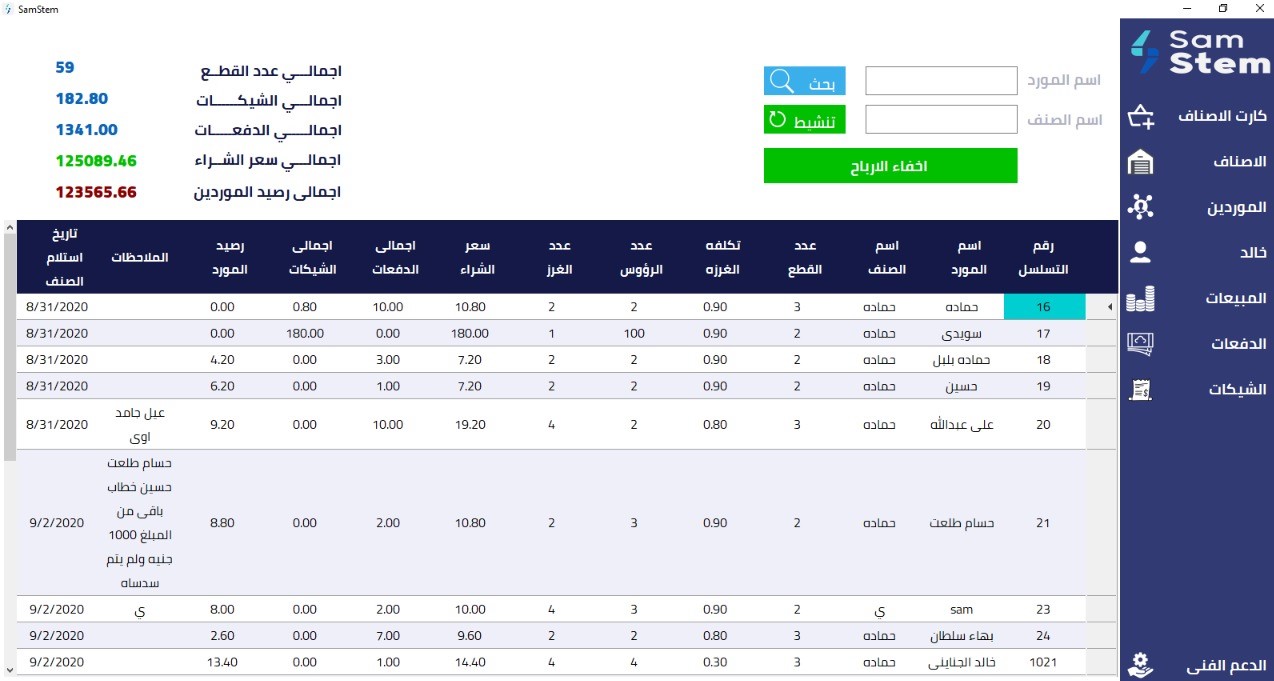 SamStem
Sam
Stem
كارت الاصناف
الاصناف
الموردين
خالد
المبيعات
الدفعات
الشيكات
الدعم الفنى
اسم المورد
بحث
اسم الصنف
تنشيط
اخفاء الارباح
اجمالـــي عدد القطــع 59
اجمالـــي الشيكــــات 182.80
اجمالـــــي الدفعــــات 1341.00
اجمالـــي سعر الشــراء 125089.46
اجمالى رصيد الموردين 123565.66
رقم التسلسل اسم المورد اسم الصنف عدد القطع تكلفه الغرزه عدد الرؤوس عدد الغرز سعر الشراء اجمالى الدفعات اجمالى الشيكات رصيد المورد الملاحظات تاريخ استلام الصنف
16 حماده حماده 3 0.90 2 2 10.80 10.00 0.80 0.00 8/31/2020
17 سويدى حماده 2 0.90 100 1 180.00 0.00 180.00 0.00 8/31/2020
18 حماده بلبل حماده 2 0.90 2 2 7.20 3.00 0.00 4.20 8/31/2020
19 حسين حماده 2 0.90 2 2 7.20 1.00 0.00 6.20 8/31/2020
20 على عبدالله حماده 3 0.80 2 4 19.20 10.00 0.00 9.20 عيل جامد اوى 8/31/2020
21 حسام طلعت حماده 2 0.90 3 2 10.80 2.00 0.00 8.80 حسام طلعت حسين خطاب باقى من المبلغ 1000 جنيه ولم يتم سدساه 9/2/2020
23 sam ي 2 0.90 3 4 10.00 2.00 0.00 8.00 ي 9/2/2020
24 بهاء سلطان حماده 3 0.80 2 2 9.60 7.00 0.00 2.60 9/2/2020
1021 خالد الجناينى حماده 3 0.30 4 4 14.40 1.00 0.00 13.40 9/2/2020